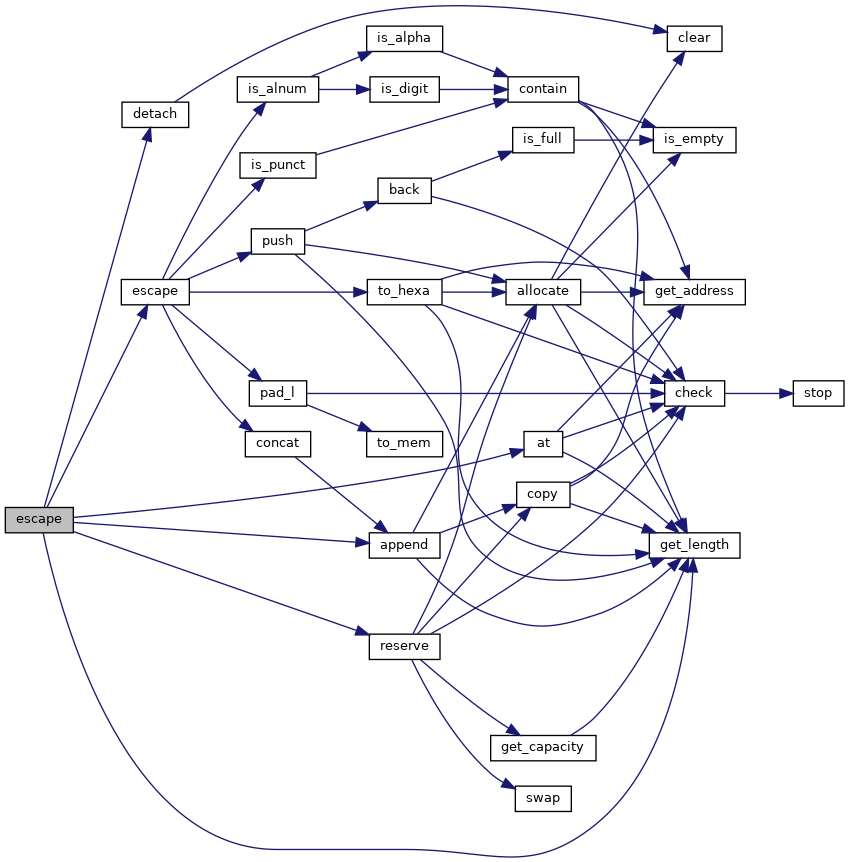 is_alpha
clear
is_alnum
is_digit
contain
detach
is_full
is_empty
is_punct
back
push
escape
to_hexa
allocate
get_address
pad_l
check
stop
concat
to_mem
at
copy
escape
append
get_length
reserve
get_capacity
swap